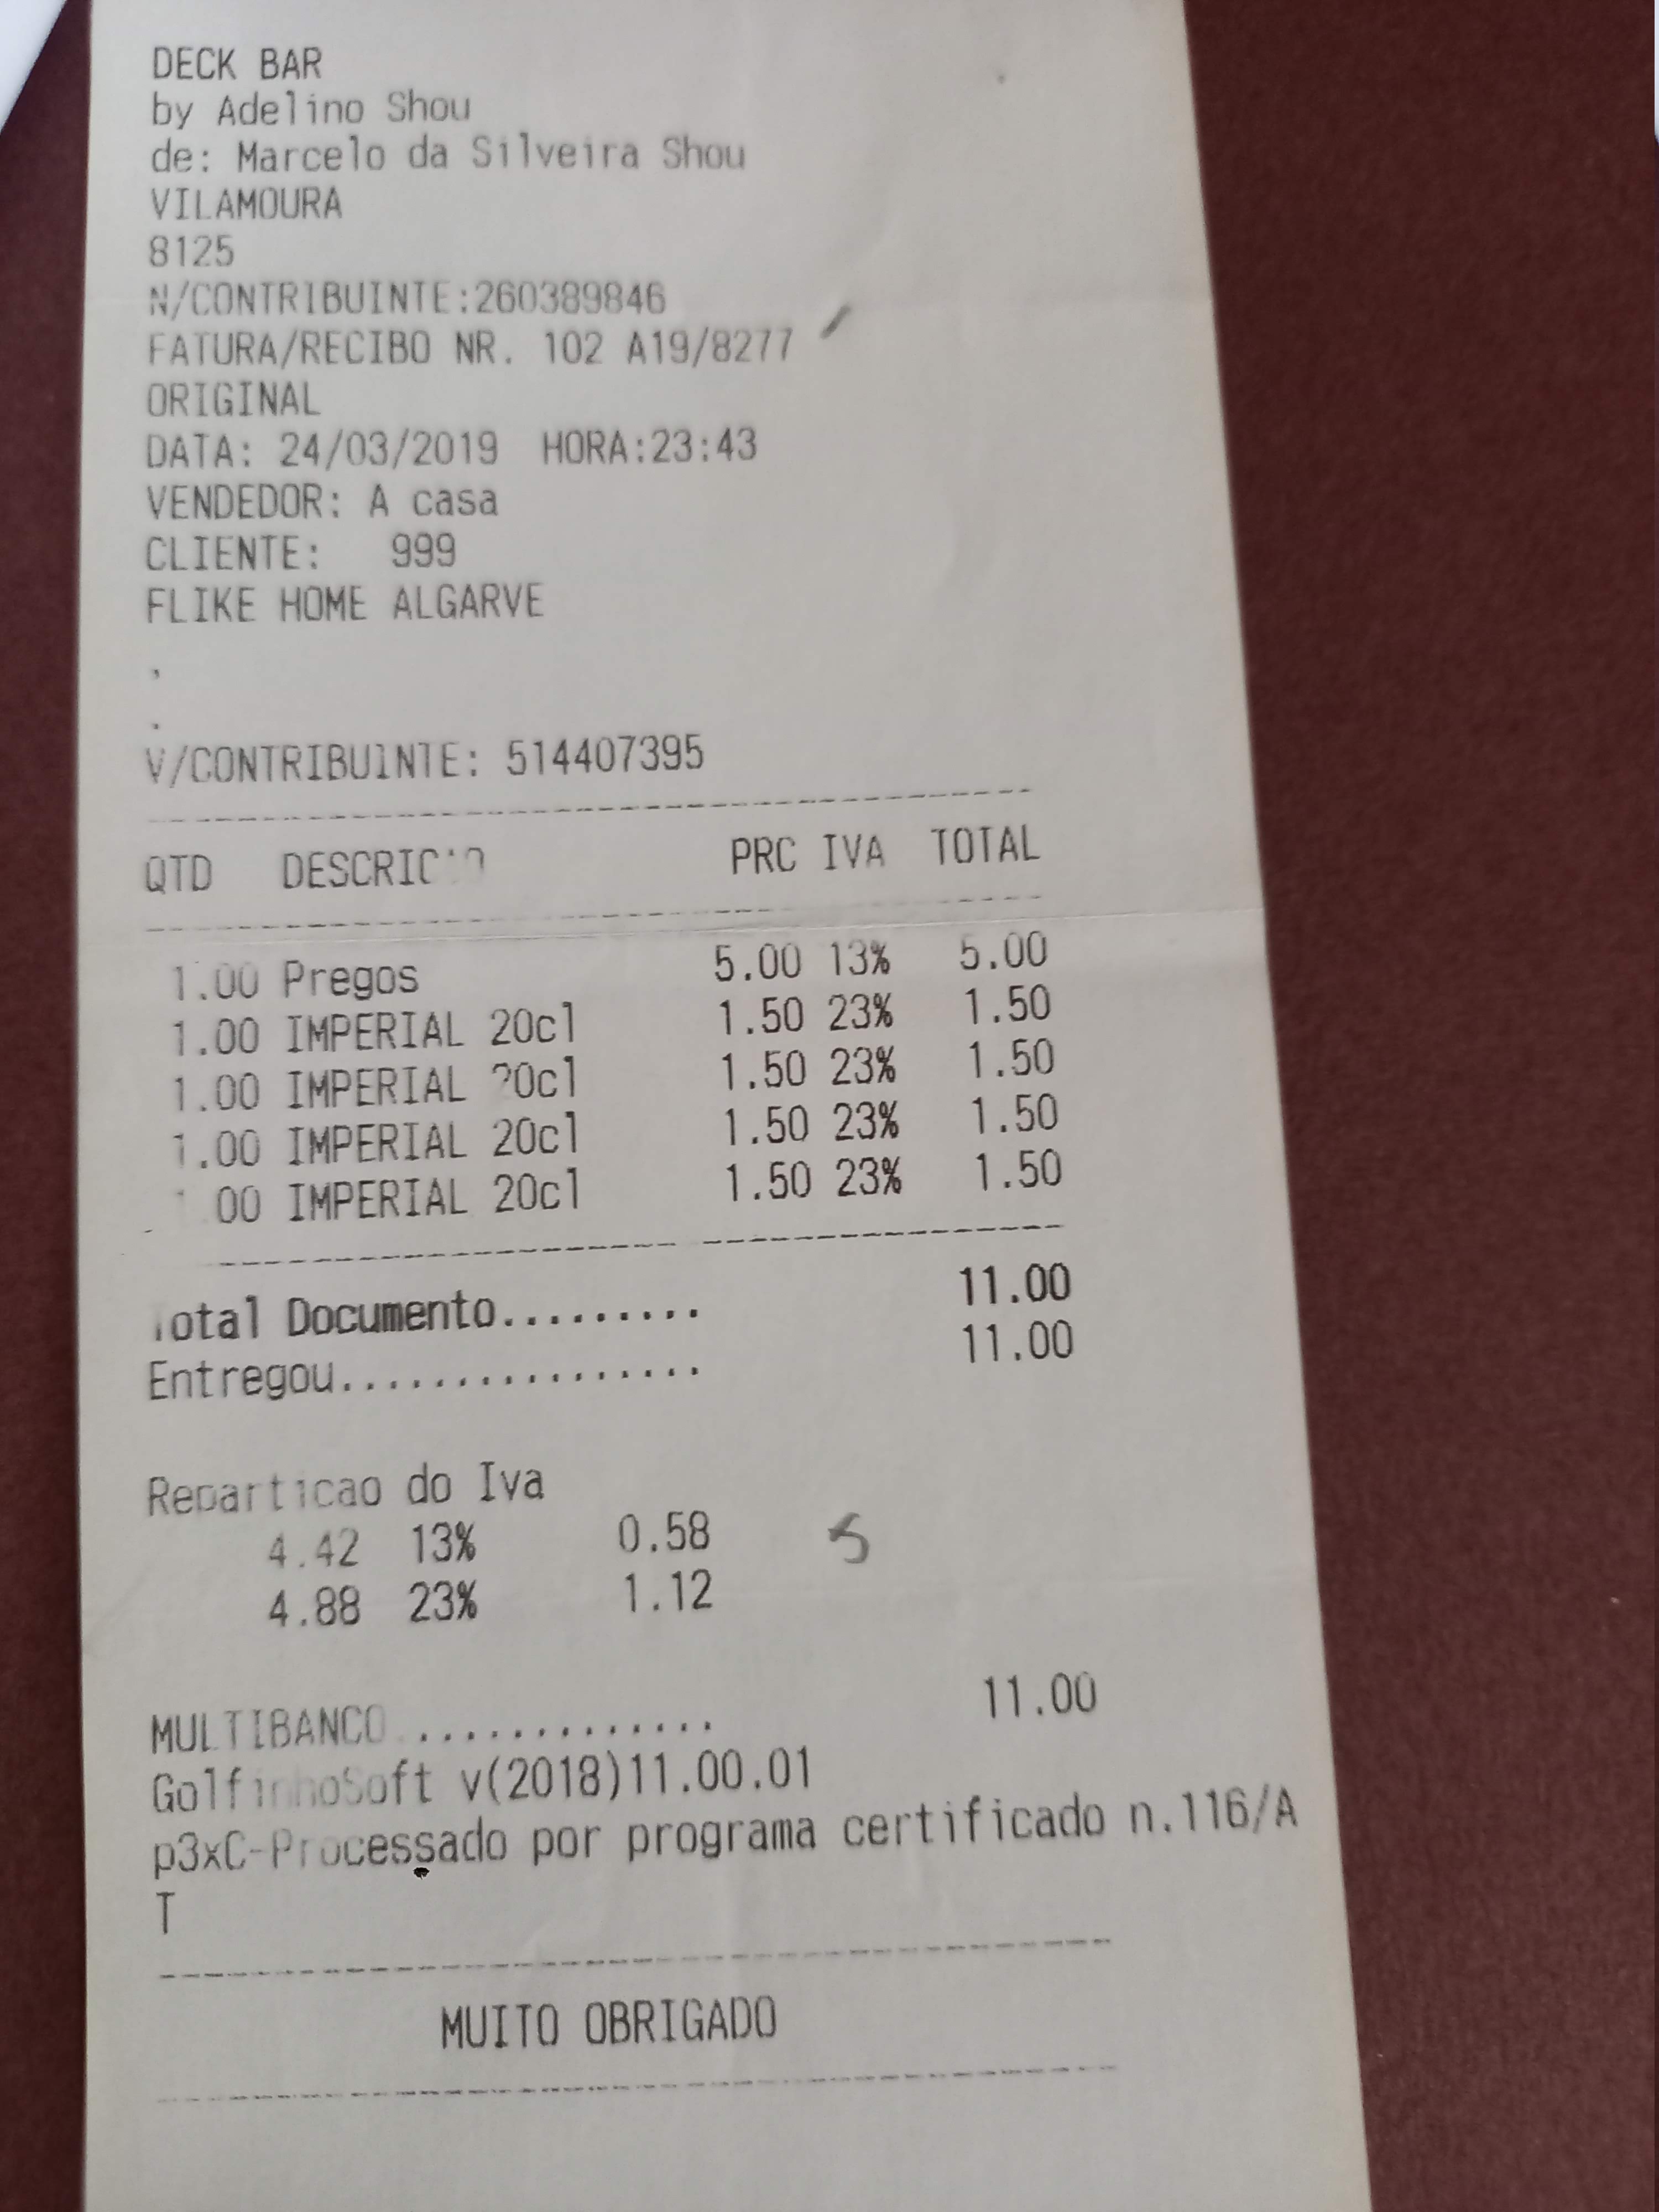 DECK BAR
by Adelino Shou
de: Marcelo da Silveira Shou
VILAMOURA
8125
N/CONTRIBUINTE:260389846
FATURA/RECIBO NR. 102 A19/8277
ORIGINAL
DATA: 24/03/2019 HORA:23:43
VENDEDOR: A casa
CLIENTE: 999
FLIKE HOME ALGARVE
,
.
V/CONTRIBUINTE: 514407395
QTD PRC IVA TOTAL
1.00 Pregos 5.00 13% 5.00
1.00 IMPERIAL 20cl 1.50 23% 1.50
1.00 IMPERIAL 20cl 1.50 23% 1.50
1.00 IMPERIAL 20cl 1.50 23% 1.50
1.00 IMPERIAL 20cl 1.50 23% 1.50
Total Documento......... 11.00
Entregou................ 11.00
Reparticao do Iva
4.42 13% 0.58 5
4.88 23% 1.12
MULTIBANCO.............. 11.00
GolfinhoSoft v(2018)11.00.01
p3xC-Processado por programa certificado n.116/A
T
MUITO OBRIGADO